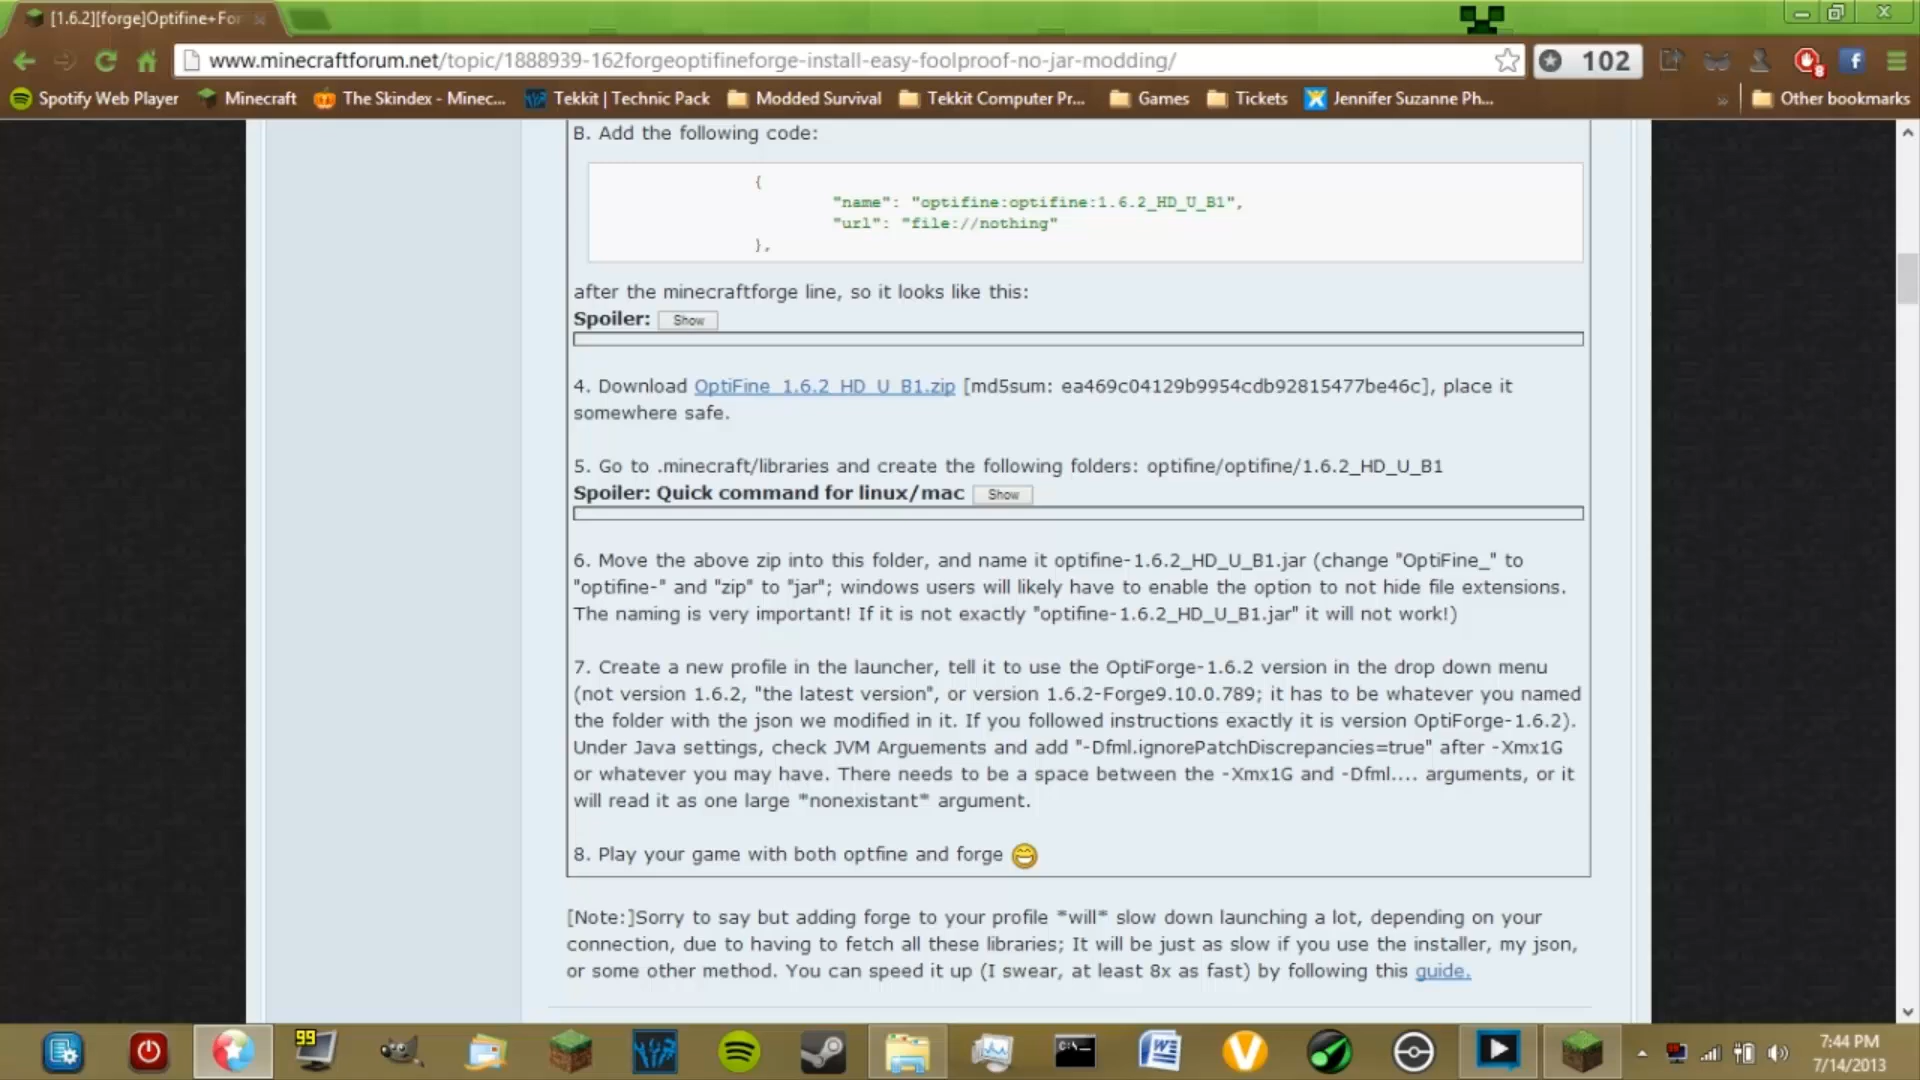 [1.6.2][forge]Optifine+For
www.minecraftforum.net/topic/1888939-162forgeoptifineforge-install-easy-foolproof-no-jar-modding/
102
8
Spotify Web Player
Minecraft
The Skindex - Minec...
Tekkit | Technic Pack
Modded Survival
Tekkit Computer Pr...
Games
Tickets
Jennifer Suzanne Ph...
»
Other bookmarks
B. Add the following code:
{
"name": "optifine:optifine:1.6.2_HD_U_B1",
"url": "file://nothing"
},
after the minecraftforge line, so it looks like this:
Spoiler: Show
4. Download OptiFine_1.6.2_HD_U_B1.zip [md5sum: ea469c04129b9954cdb92815477be46c], place it
somewhere safe.
5. Go to .minecraft/libraries and create the following folders: optifine/optifine/1.6.2_HD_U_B1
Spoiler: Quick command for linux/mac Show
6. Move the above zip into this folder, and name it optifine-1.6.2_HD_U_B1.jar (change "OptiFine_" to
"optifine-" and "zip" to "jar"; windows users will likely have to enable the option to not hide file extensions.
The naming is very important! If it is not exactly "optifine-1.6.2_HD_U_B1.jar" it will not work!)
7. Create a new profile in the launcher, tell it to use the OptiForge-1.6.2 version in the drop down menu
(not version 1.6.2, "the latest version", or version 1.6.2-Forge9.10.0.789; it has to be whatever you named
the folder with the json we modified in it. If you followed instructions exactly it is version OptiForge-1.6.2).
Under Java settings, check JVM Arguements and add "-Dfml.ignorePatchDiscrepancies=true" after -Xmx1G
or whatever you may have. There needs to be a space between the -Xmx1G and -Dfml.... arguments, or it
will read it as one large *nonexistant* argument.
8. Play your game with both optfine and forge
[Note:]Sorry to say but adding forge to your profile *will* slow down launching a lot, depending on your
connection, due to having to fetch all these libraries; It will be just as slow if you use the installer, my json,
or some other method. You can speed it up (I swear, at least 8x as fast) by following this guide.
99
C:\
7:44 PM
7/14/2013